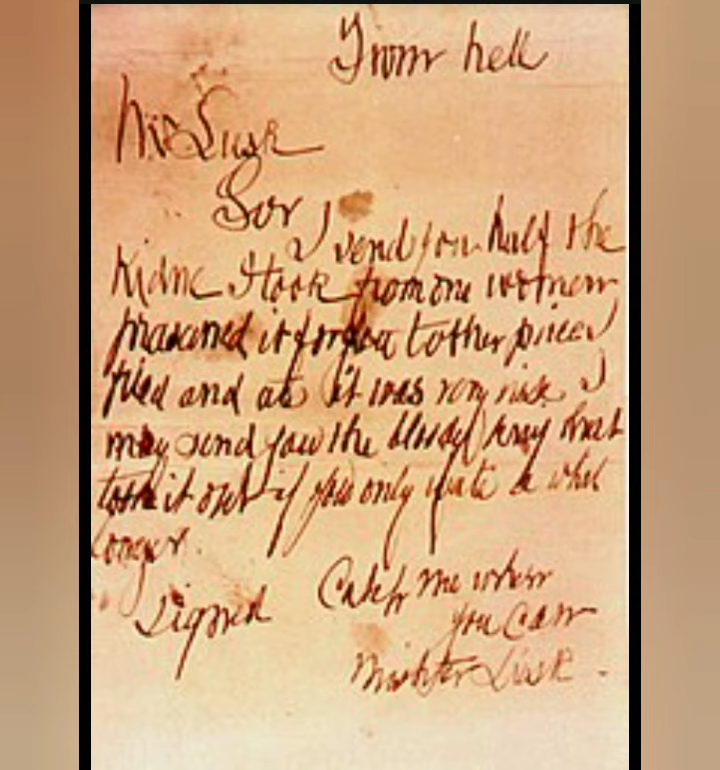 From hell
Mr Lusk
Sor
I send you half the
Kidne I took from one women
prasarved it for you tother piece I
fried and ate it was very nise I
may send you the bloody knif that
took it out if you only wate a whil
longer.
Signed Catch me when
you Can
Mishter Lusk.